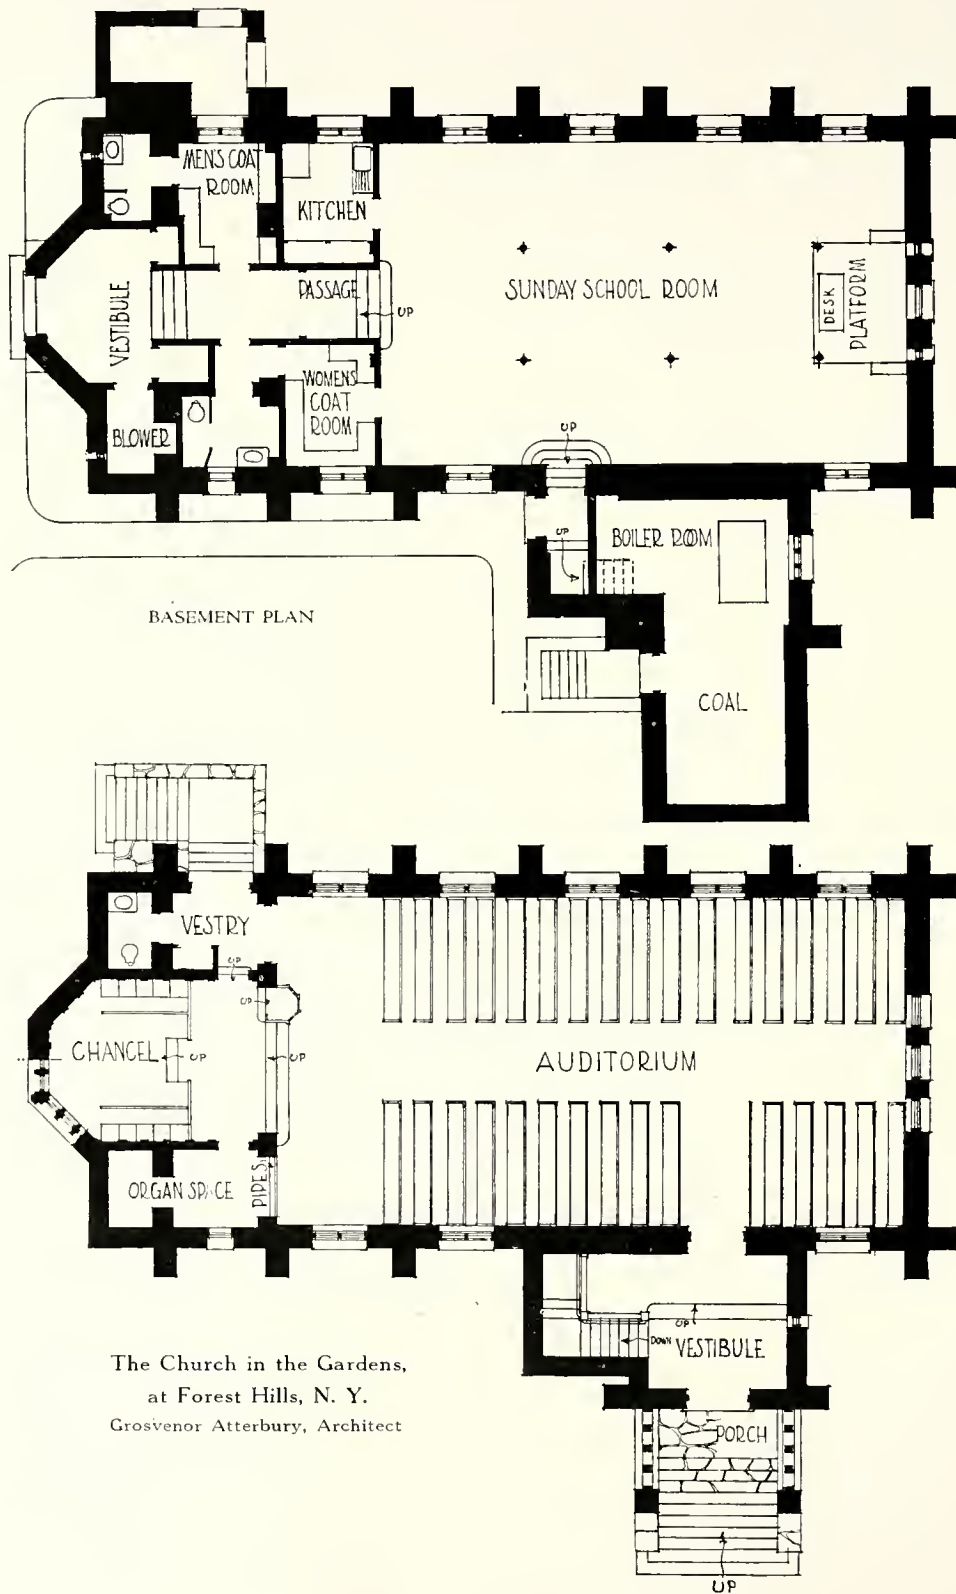 MEN'S COAT
ROOM
KITCHEN
PASSAGE
UP
VESTIBULE
SUNDAY SCHOOL ROOM
DESK
PLATFORM
WOMENS
COAT
ROOM
BLOWER
UP
UP
BOILER ROOM
BASEMENT PLAN
COAL
VESTRY
UP
UP
CHANCEL
UP
UP
AUDITORIUM
ORGAN SPACE
PIPES
UP
DOWN
VESTIBULE
The Church in the Gardens,
at Forest Hills, N. Y.
Grosvenor Atterbury, Architect
PORCH
UP